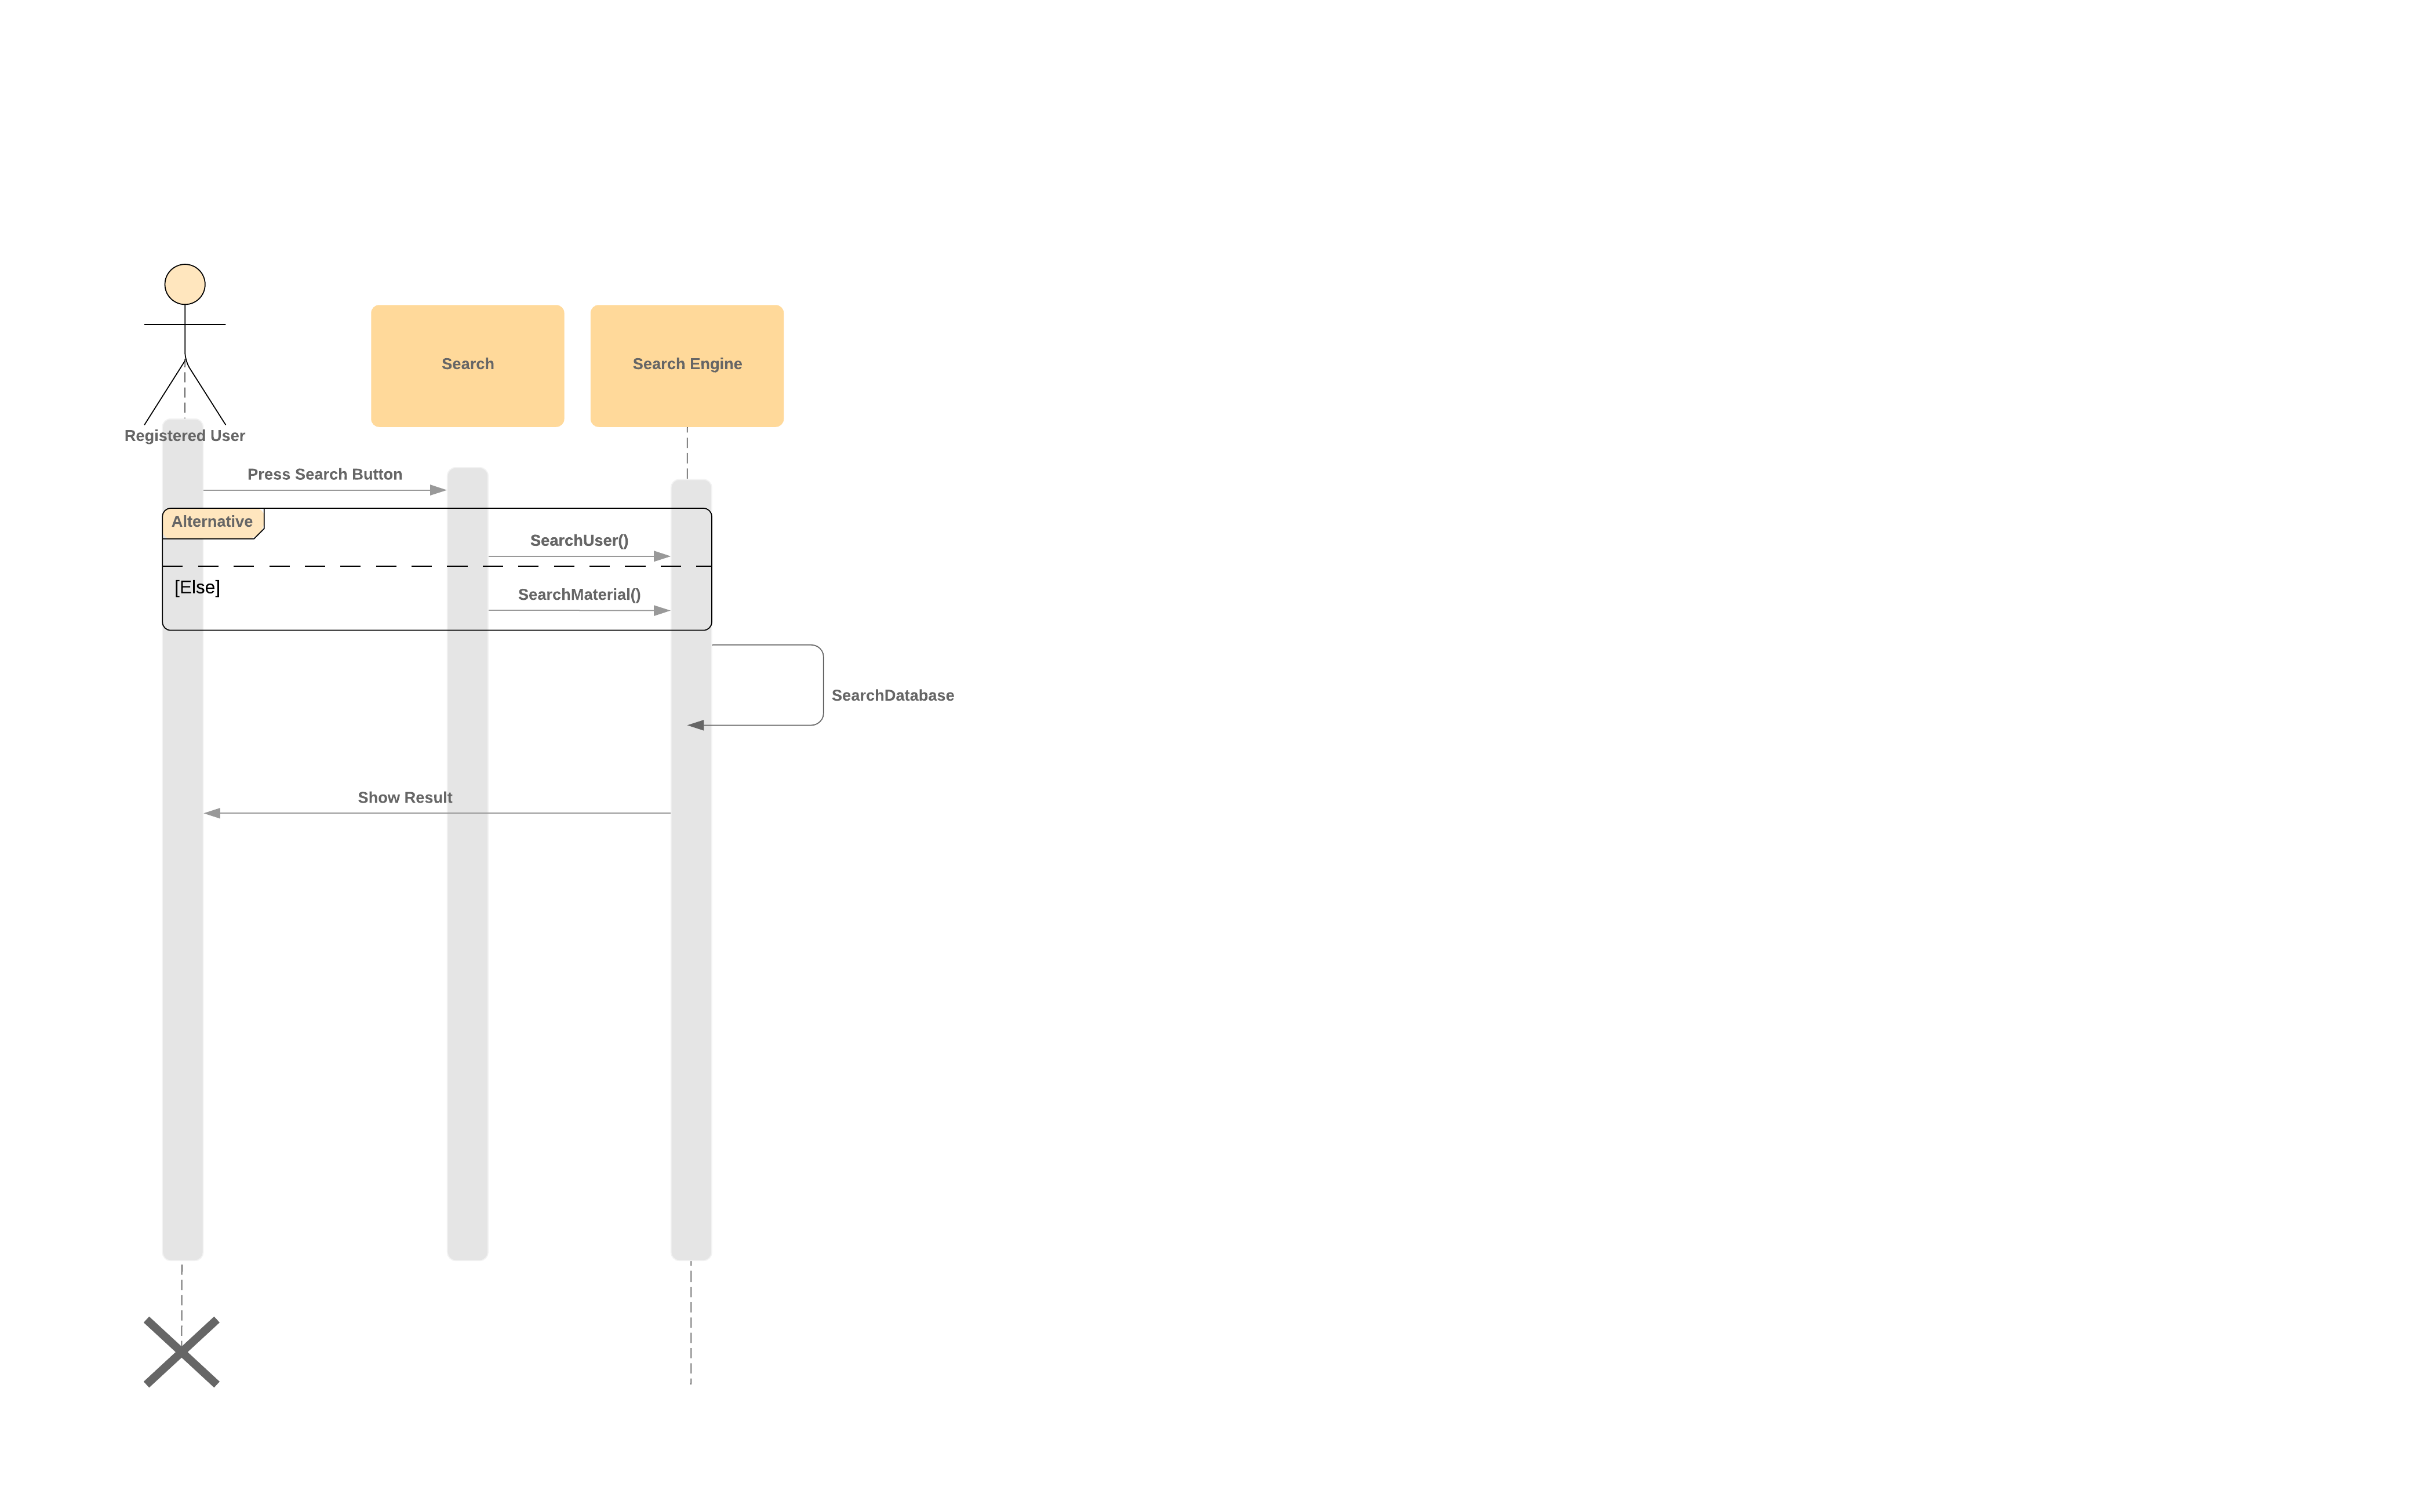 Search
Search Engine
Registered User
Press Search Button
Alternative
SearchUser()
[Else]
SearchMaterial()
SearchDatabase
Show Result